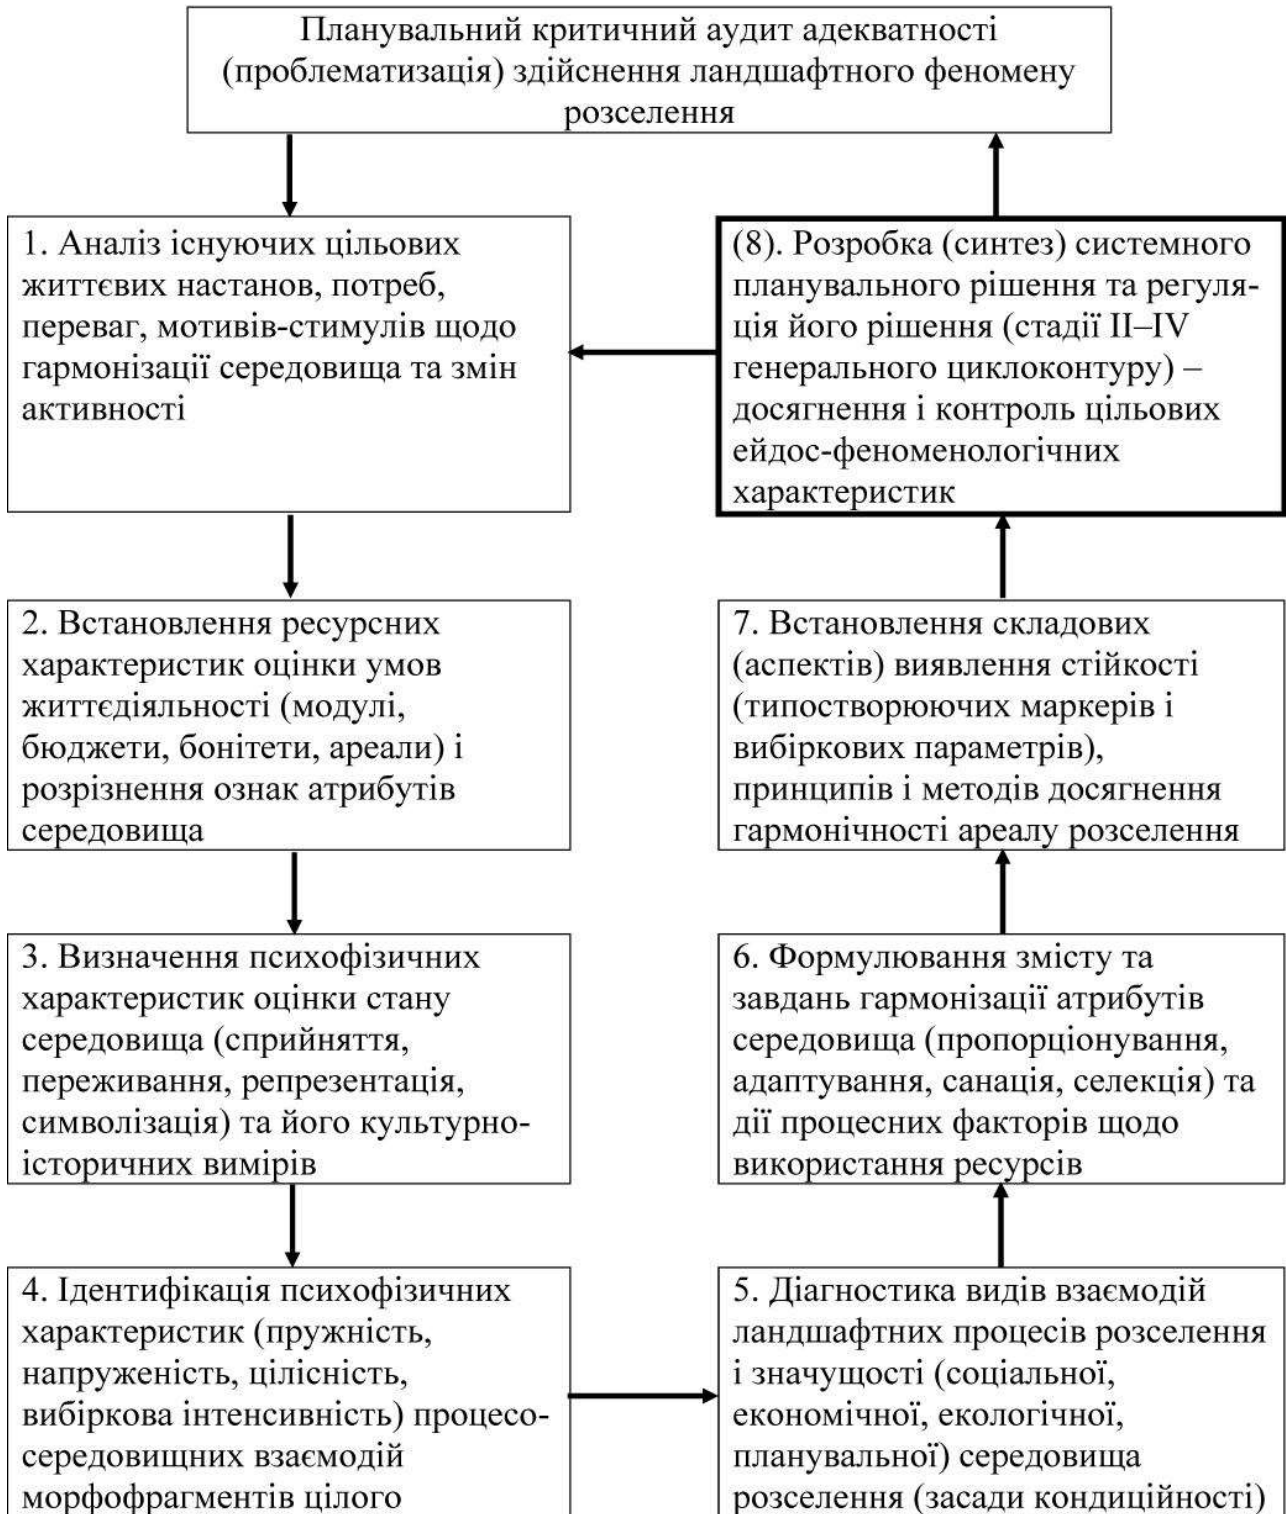 Планувальний критичний аудит адекватності
(проблематизація) здійснення ландшафтного феномену
розселення
1. Аналіз існуючих цільових
життєвих настанов, потреб,
переваг, мотивів-стимулів щодо
гармонізації середовища та змін
активності
(8). Розробка (синтез) системного
планувального рішення та регуля-
ція його рішення (стадії II–IV
генерального циклоконтуру) –
досягнення і контроль цільових
ейдос-феноменологічних
характеристик
2. Встановлення ресурсних
характеристик оцінки умов
життєдіяльності (модулі,
бюджети, бонітети, ареали) і
розрізнення ознак атрибутів
середовища
7. Встановлення складових
(аспектів) виявлення стійкості
(типостворюючих маркерів і
вибіркових параметрів),
принципів і методів досягнення
гармонічності ареалу розселення
3. Визначення психофізичних
характеристик оцінки стану
середовища (сприйняття,
переживання, репрезентація,
символізація) та його культурно-
історичних вимірів
6. Формулювання змісту та
завдань гармонізації атрибутів
середовища (пропорціонування,
адаптування, санація, селекція) та
дії процесних факторів щодо
використання ресурсів
4. Ідентифікація психофізичних
характеристик (пружність,
напруженість, цілісність,
вибіркова інтенсивність) процесо-
середовищних взаємодій
морфофрагментів цілого
5. Діагностика видів взаємодій
ландшафтних процесів розселення
і значущості (соціальної,
економічної, екологічної,
планувальної) середовища
розселення (засади кондиційності)